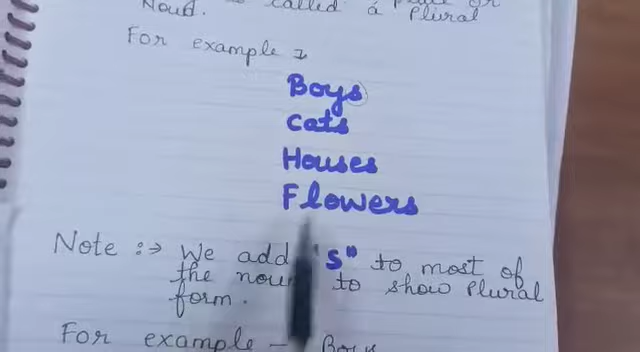 Noun. called a Plural
For example
Boys
Cats
Houses
Flowers
Note :→ We add "s" to most of
the noun to show Plural
form.
For example - Boys